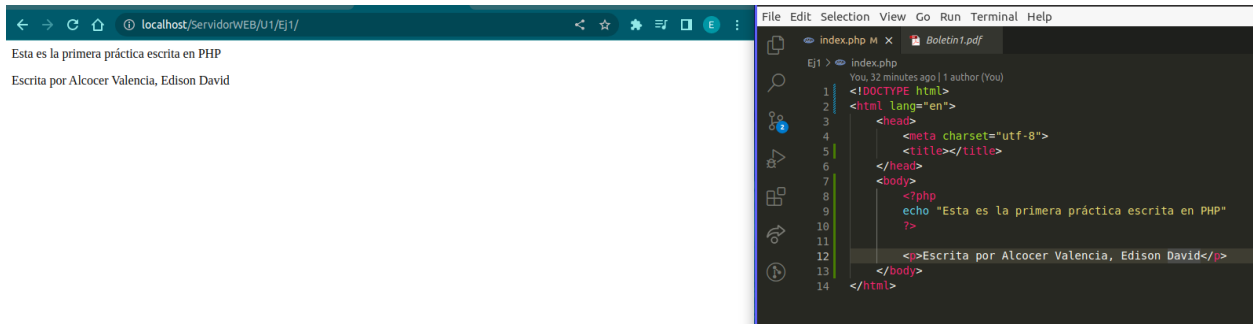 localhost/ServidorWEB/U1/Ej1/
E
Esta es la primera práctica escrita en PHP
Escrita por Alcocer Valencia, Edison David
File Edit Selection View Go Run Terminal Help
index.php M Boletin1.pdf
Ej1 > index.php
You, 32 minutes ago | 1 author (You)
1 <!DOCTYPE html>
2 <html lang="en">
3 <head>
4 <meta charset="utf-8">
5 <title></title>
6 </head>
7 <body>
8 <?php
9 echo "Esta es la primera práctica escrita en PHP"
10 ?>
11
12 <p>Escrita por Alcocer Valencia, Edison David</p>
13 </body>
14 </html>
2